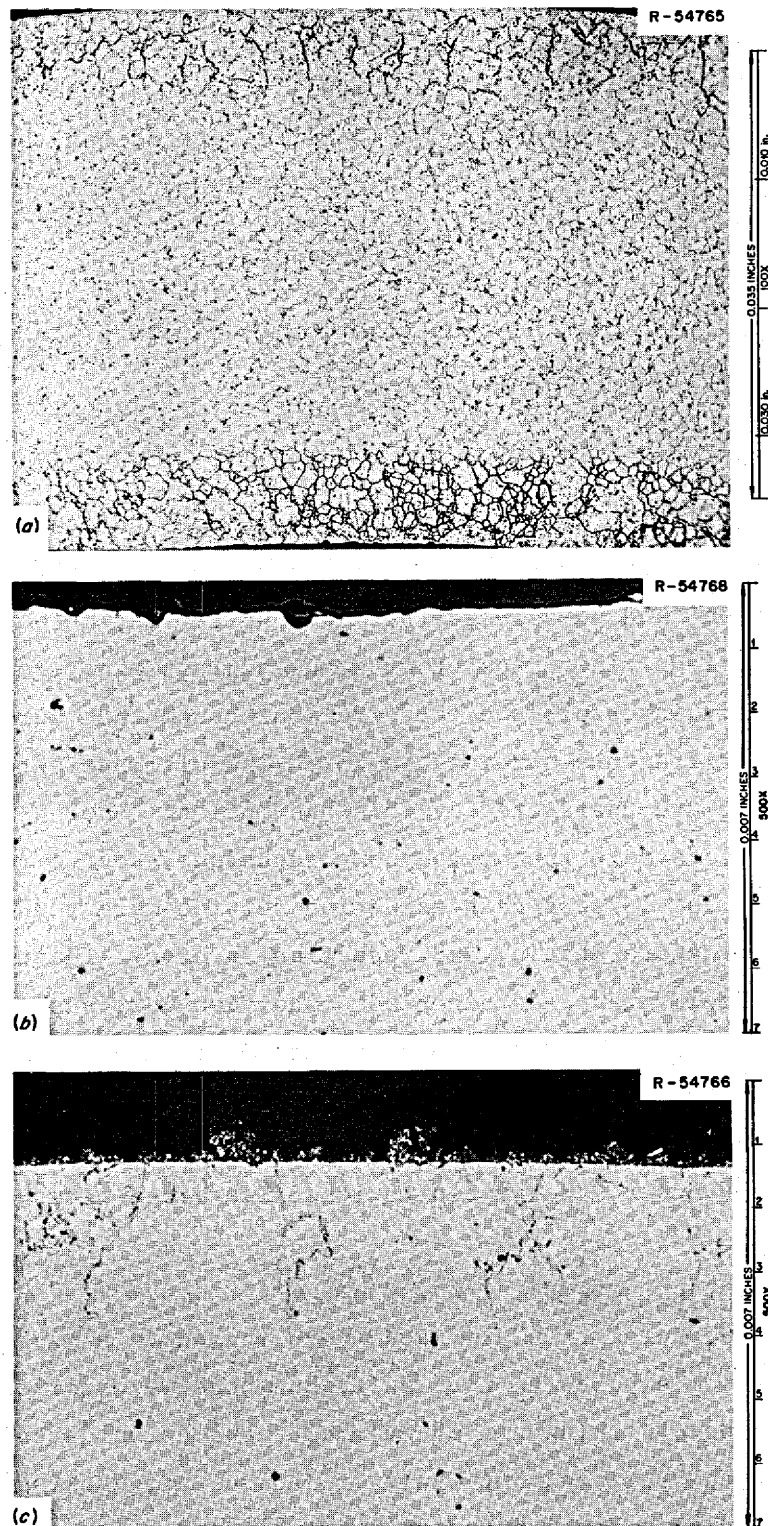 R-54765
0.010 in.
0.035 INCHES
100X
0.030 in.
(a)
R-54768
1
2
3
0.007 INCHES
500X
4
5
6
7
(b)
R-54766
1
2
3
0.007 INCHES
500X
4
5
6
7
(c)